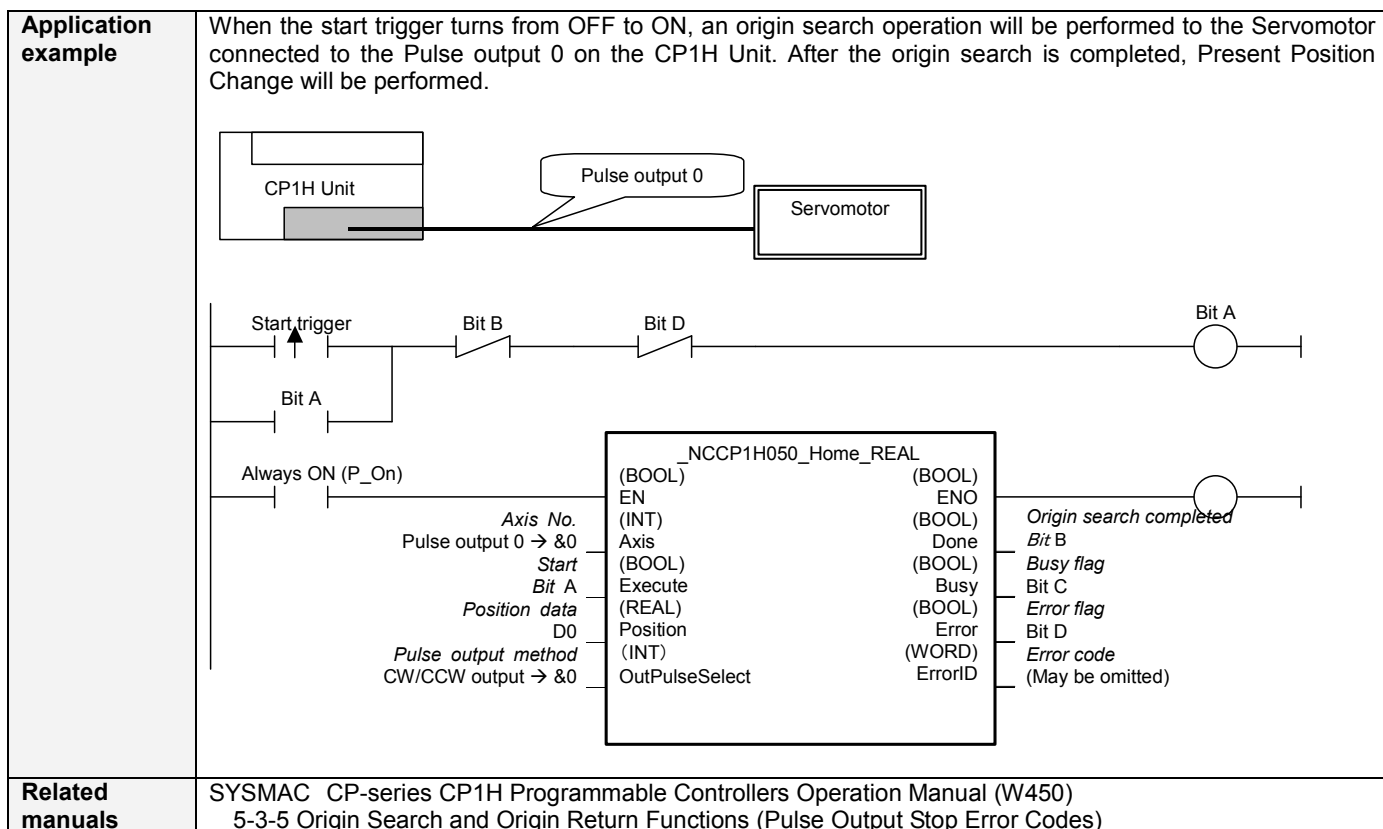 Application
example
When the start trigger turns from OFF to ON, an origin search operation will be performed to the Servomotor
connected to the Pulse output 0 on the CP1H Unit. After the origin search is completed, Present Position
Change will be performed.
Pulse output 0
CP1H Unit
Servomotor
Start trigger
Bit B
Bit D
Bit A
Bit A
_NCCP1H050_Home_REAL
Always ON (P_On)
(BOOL) (BOOL)
EN ENO
Axis No. (INT) (BOOL) Origin search completed
Pulse output 0 → &0 Axis Done Bit B
Start (BOOL) (BOOL) Busy flag
Bit A Execute Busy Bit C
Position data (REAL) (BOOL) Error flag
D0 Position Error Bit D
Pulse output method (INT) (WORD) Error code
CW/CCW output → &0 OutPulseSelect ErrorID (May be omitted)
Related
manuals
SYSMAC CP-series CP1H Programmable Controllers Operation Manual (W450)
5-3-5 Origin Search and Origin Return Functions (Pulse Output Stop Error Codes)